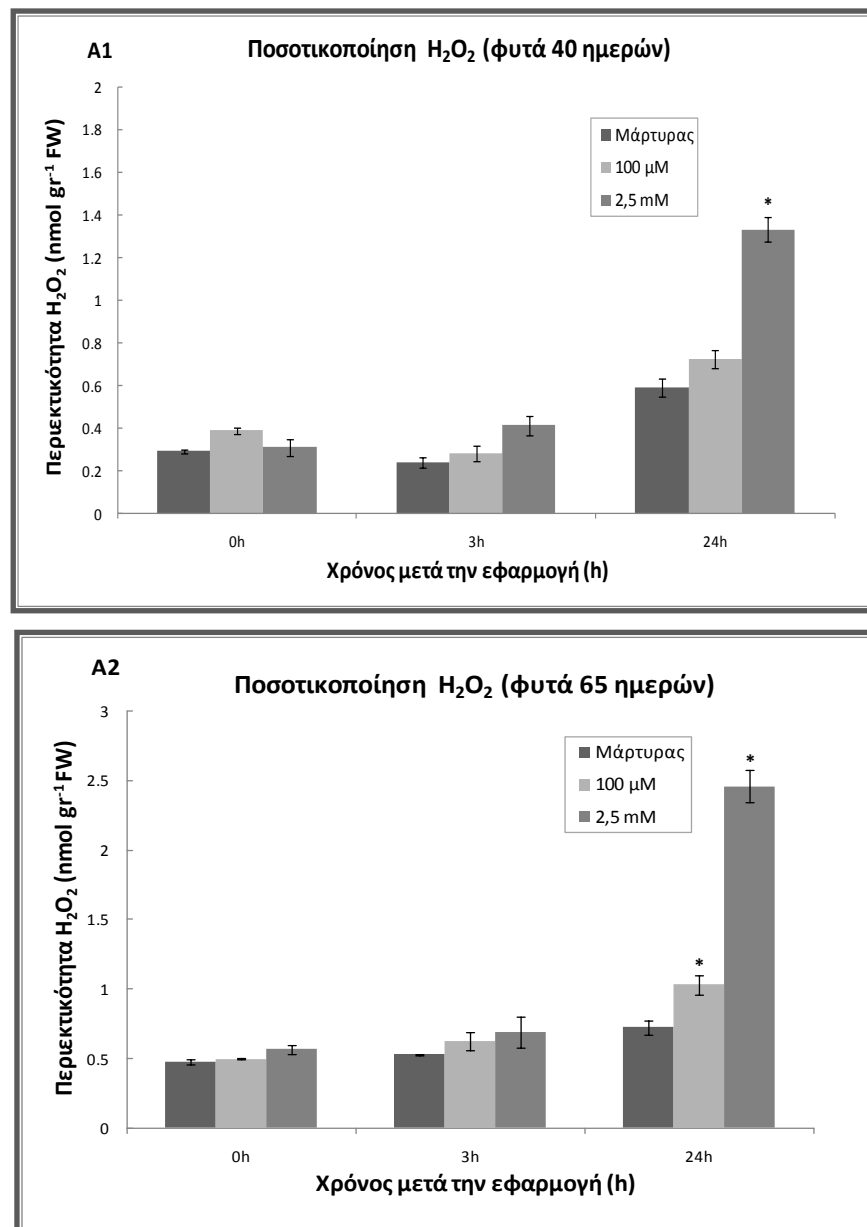 A1
Ποσοτικοποίηση H₂O₂ (φυτά 40 ημερών)
Περιεκτικότητα H₂O₂ (nmol gr⁻¹ FW)
2
1.8
1.6
1.4
1.2
1
0.8
0.6
0.4
0.2
0
Μάρτυρας
100 μM
2,5 mM
*
0h 3h 24h
Χρόνος μετά την εφαρμογή (h)
A2
Ποσοτικοποίηση H₂O₂ (φυτά 65 ημερών)
Περιεκτικότητα H₂O₂ (nmol gr⁻¹ FW)
3
2.5
2
1.5
1
0.5
0
Μάρτυρας
100 μM
2,5 mM
*
*
0h 3h 24h
Χρόνος μετά την εφαρμογή (h)